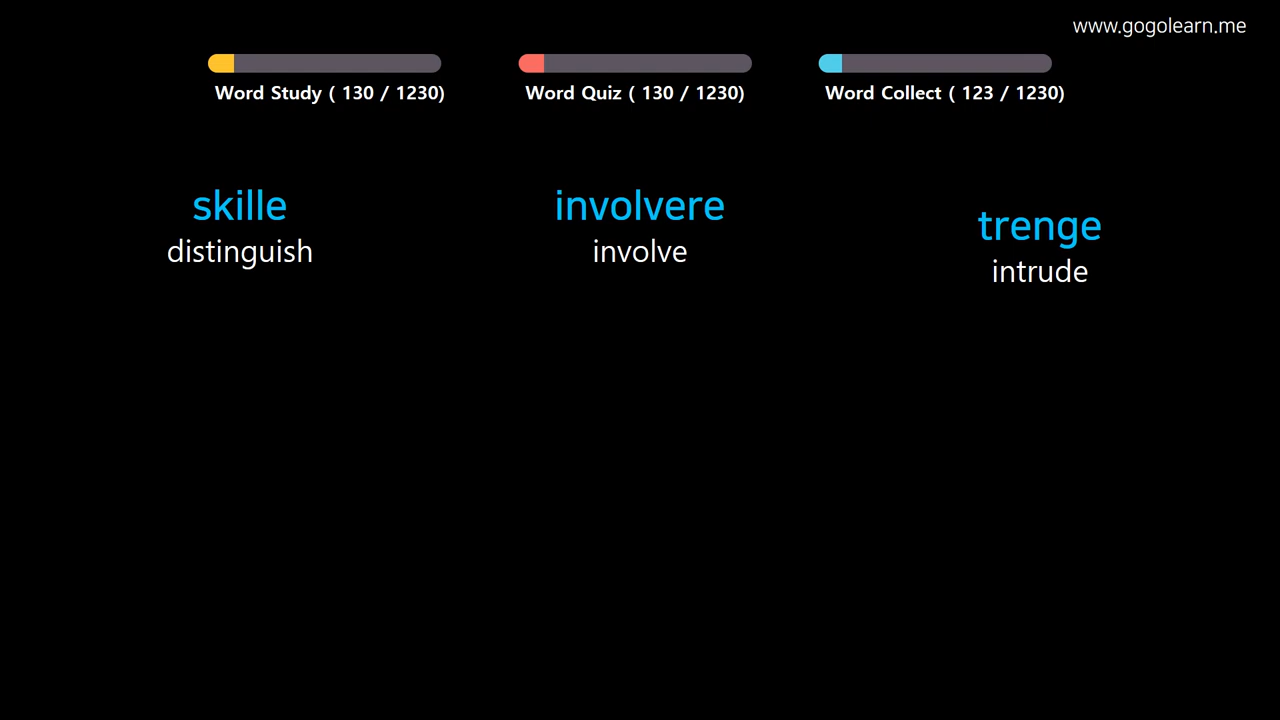 www.gogolearn.me
Word Study ( 130 / 1230)
Word Quiz ( 130 / 1230)
Word Collect ( 123 / 1230)
skille
distinguish
involvere
involve
trenge
intrude